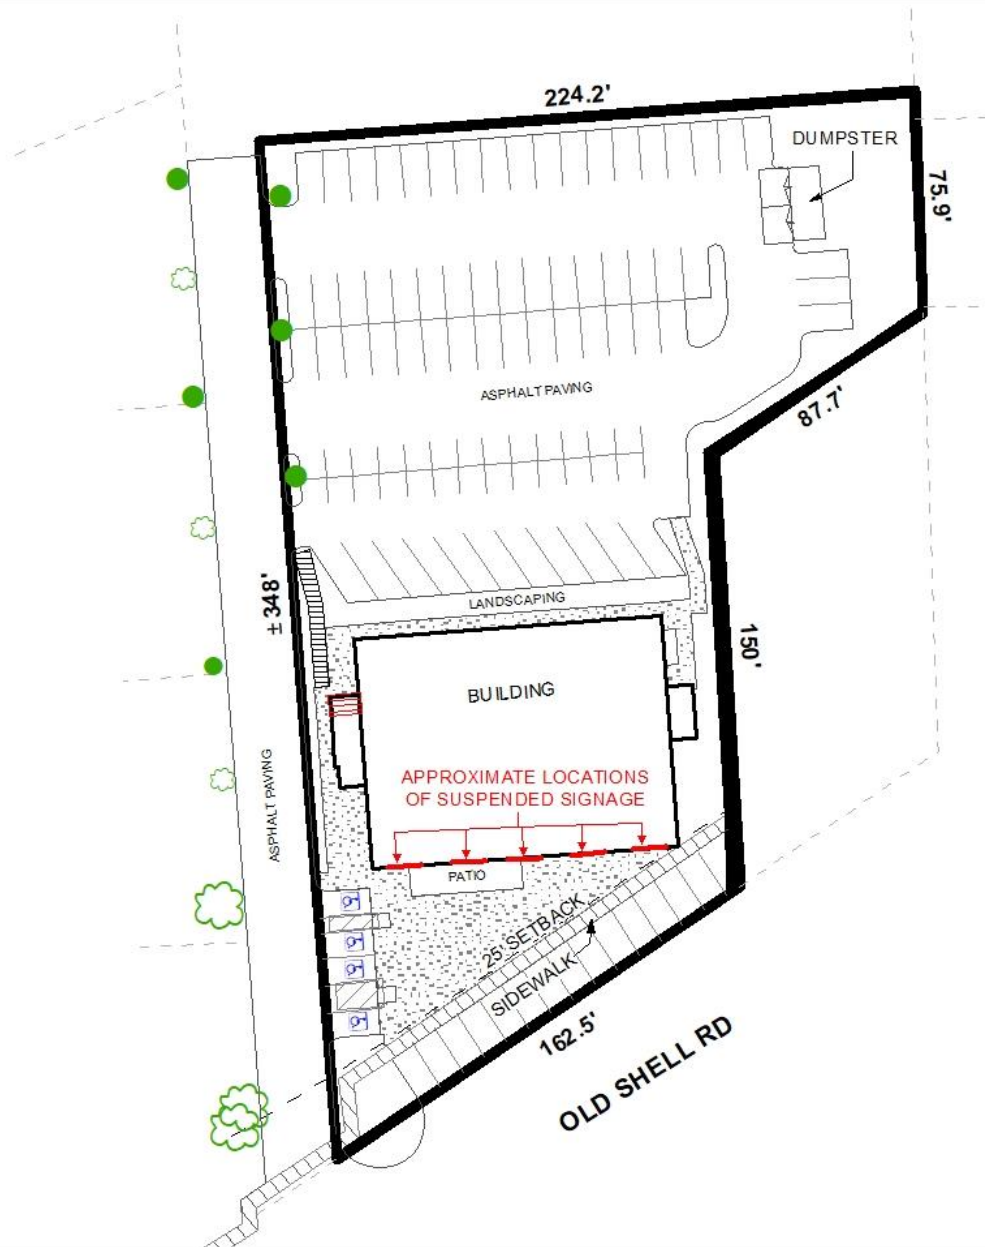 224.2'
DUMPSTER
75.9'
ASPHALT PAVING
87.7'
± 348'
LANDSCAPING
150'
BUILDING
APPROXIMATE LOCATIONS
OF SUSPENDED SIGNAGE
ASPHALT PAVING
PATIO
25' SETBACK
SIDEWALK
162.5'
OLD SHELL RD